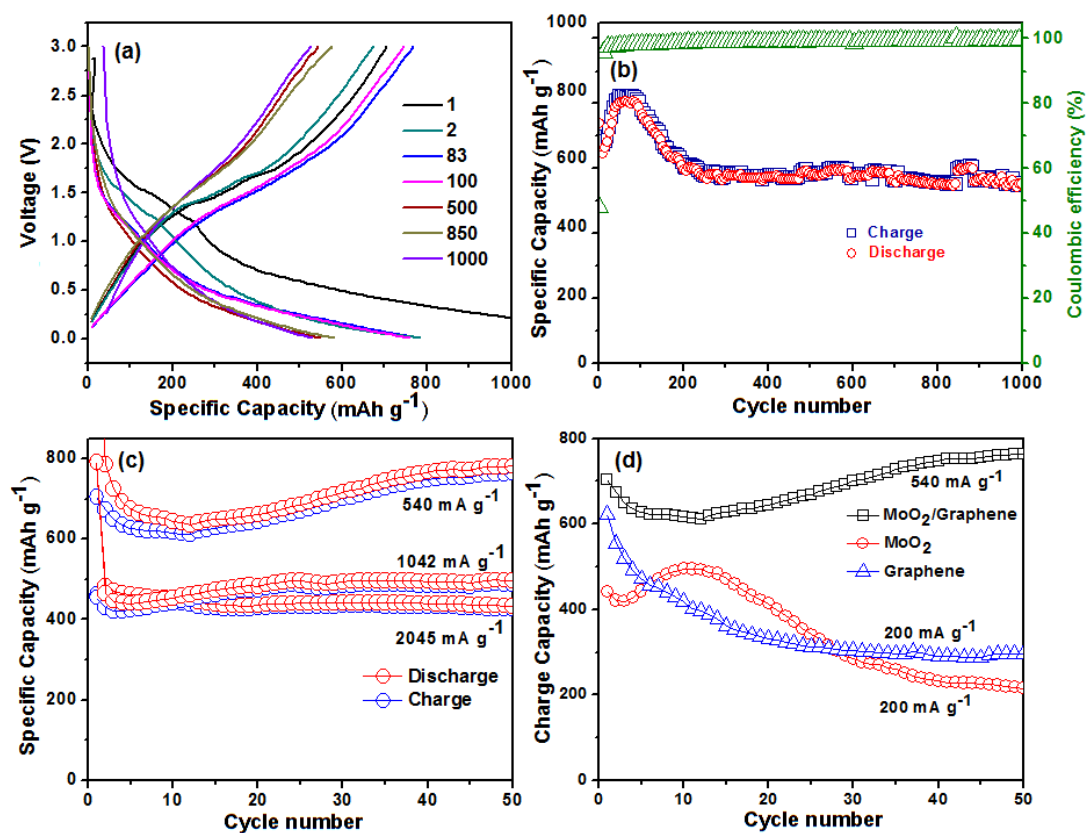 (a)
3.0
2.5
2.0
1.5
1.0
0.5
0.0
Voltage (V)
1
2
83
100
500
850
1000
0 200 400 600 800 1000
Specific Capacity (mAh g-1)
(b)
1000
800
600
400
200
0
Specific Capacity (mAh g-1)
100
80
60
40
20
0
Coulombic efficiency (%)
Charge
Discharge
0 200 400 600 800 1000
Cycle number
(c)
800
600
400
200
0
Specific Capacity (mAh g-1)
540 mA g-1
1042 mA g-1
2045 mA g-1
Discharge
Charge
0 10 20 30 40 50
Cycle number
(d)
800
600
400
200
0
Charge Capacity (mAh g-1)
540 mA g-1
MoO2/Graphene
MoO2
Graphene
200 mA g-1
200 mA g-1
0 10 20 30 40 50
Cycle number